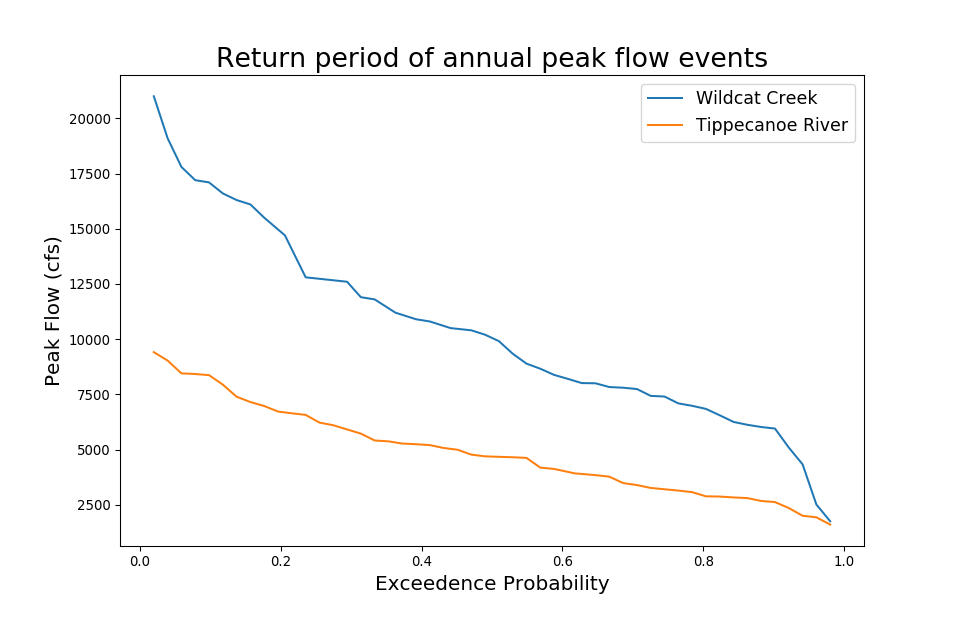 Return period of annual peak flow events
Wildcat Creek
Tippecanoe River
20000
17500
15000
12500
10000
7500
5000
2500
Peak Flow (cfs)
0.0 0.2 0.4 0.6 0.8 1.0
Exceedence Probability